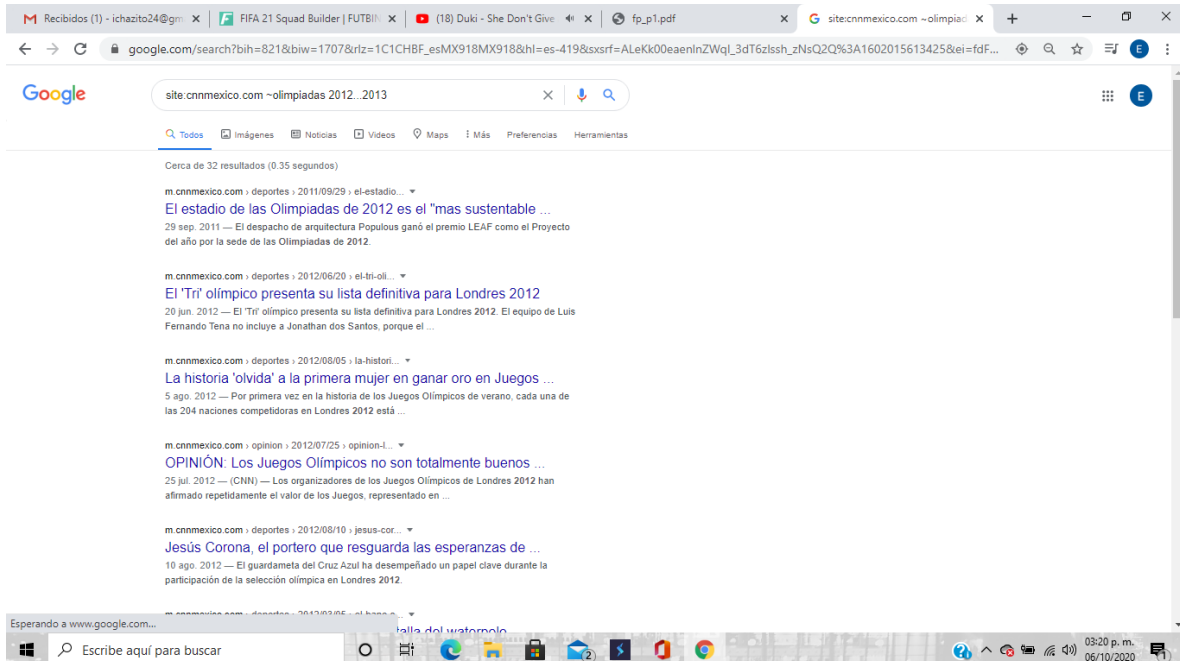 Recibidos (1) - ichazito24@gm
FIFA 21 Squad Builder | FUTBIN
(18) Duki - She Don't Give
fp_p1.pdf
site:cnnmexico.com ~olimpiad
google.com/search?bih=821&biw=1707&rlz=1C1CHBF_esMX918MX918&hl=es-419&sxsrf=ALeKk00eaenInZWqI_3dT6zlssh_zNsQ2Q%3A1602015613425&ei=fdF...
E
Google
site:cnnmexico.com ~olimpiadas 2012...2013
E
Todos Imágenes Noticias Videos Maps Más Preferencias Herramientas
Cerca de 32 resultados (0.35 segundos)
m.cnnmexico.com › deportes › 2011/09/29 › el-estadio...
El estadio de las Olimpiadas de 2012 es el "mas sustentable ...
29 sep. 2011 — El despacho de arquitectura Populous ganó el premio LEAF como el Proyecto
del año por la sede de las Olimpiadas de 2012.
m.cnnmexico.com › deportes › 2012/06/20 › el-tri-oli...
El 'Tri' olímpico presenta su lista definitiva para Londres 2012
20 jun. 2012 — El 'Tri' olímpico presenta su lista definitiva para Londres 2012. El equipo de Luis
Fernando Tena no incluye a Jonathan dos Santos, porque el ...
m.cnnmexico.com › deportes › 2012/08/05 › la-histori...
La historia 'olvida' a la primera mujer en ganar oro en Juegos ...
5 ago. 2012 — Por primera vez en la historia de los Juegos Olímpicos de verano, cada una de
las 204 naciones competidoras en Londres 2012 está ...
m.cnnmexico.com › opinion › 2012/07/25 › opinion-l...
OPINIÓN: Los Juegos Olímpicos no son totalmente buenos ...
25 jul. 2012 — (CNN) — Los organizadores de los Juegos Olímpicos de Londres 2012 han
afirmado repetidamente el valor de los Juegos, representado en ...
m.cnnmexico.com › deportes › 2012/08/10 › jesus-cor...
Jesús Corona, el portero que resguarda las esperanzas de ...
10 ago. 2012 — El guardameta del Cruz Azul ha desempeñado un papel clave durante la
participación de la selección olímpica en Londres 2012.
m.cnnmexico.com › deportes › 2012/03/05
Esperando a www.google.com...
talla del waterpolo
Escribe aquí para buscar
2
03:20 p. m.
06/10/2020
1